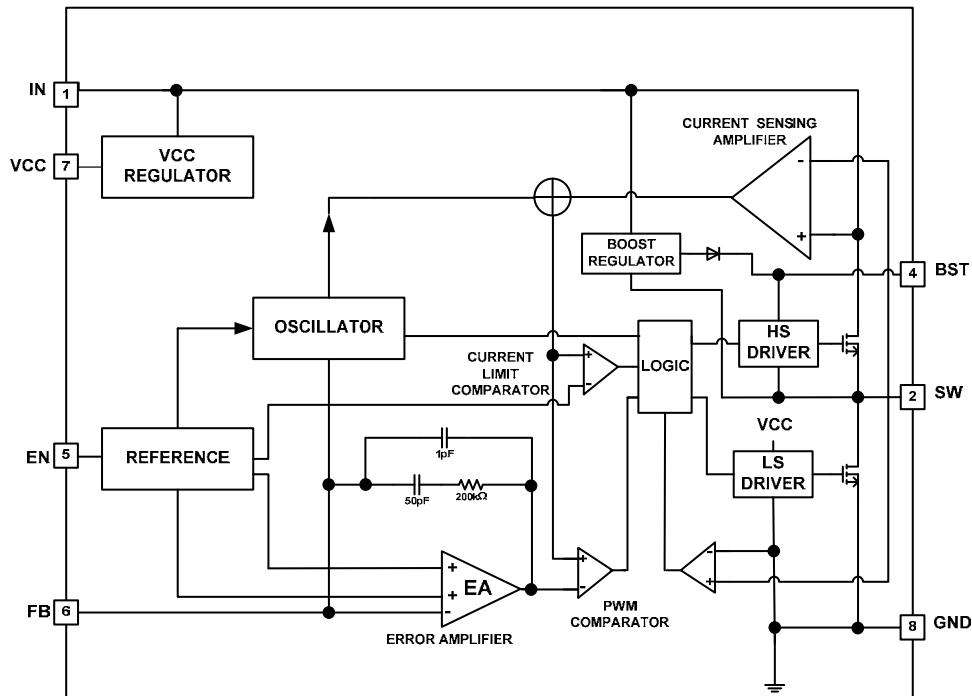 IN
1
VCC
7
VCC
REGULATOR
CURRENT SENSING
AMPLIFIER
-
+
BOOST
REGULATOR
4
BST
OSCILLATOR
HS
DRIVER
LOGIC
CURRENT
LIMIT
COMPARATOR
+
-
2
SW
VCC
EN
5
REFERENCE
1pF
50pF
200kΩ
LS
DRIVER
+
+
-
EA
ERROR AMPLIFIER
+
-
PWM
COMPARATOR
-
+
FB
6
8
GND